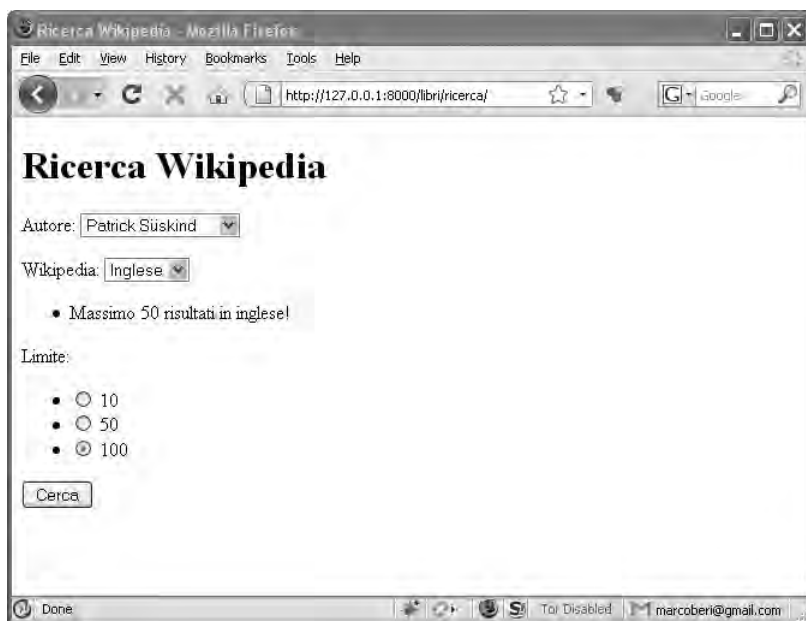 Ricerca Wikipedia - Mozilla Firefox
File Edit View History Bookmarks Tools Help
http://127.0.0.1:8000/libri/ricerca/ G Google
Ricerca Wikipedia
Autore: Patrick Süskind
Wikipedia: Inglese
• Massimo 50 risultati in inglese!
Limite:
• 10
• 50
• 100
Cerca
Done S Tor Disabled marcoberi@gmail.com